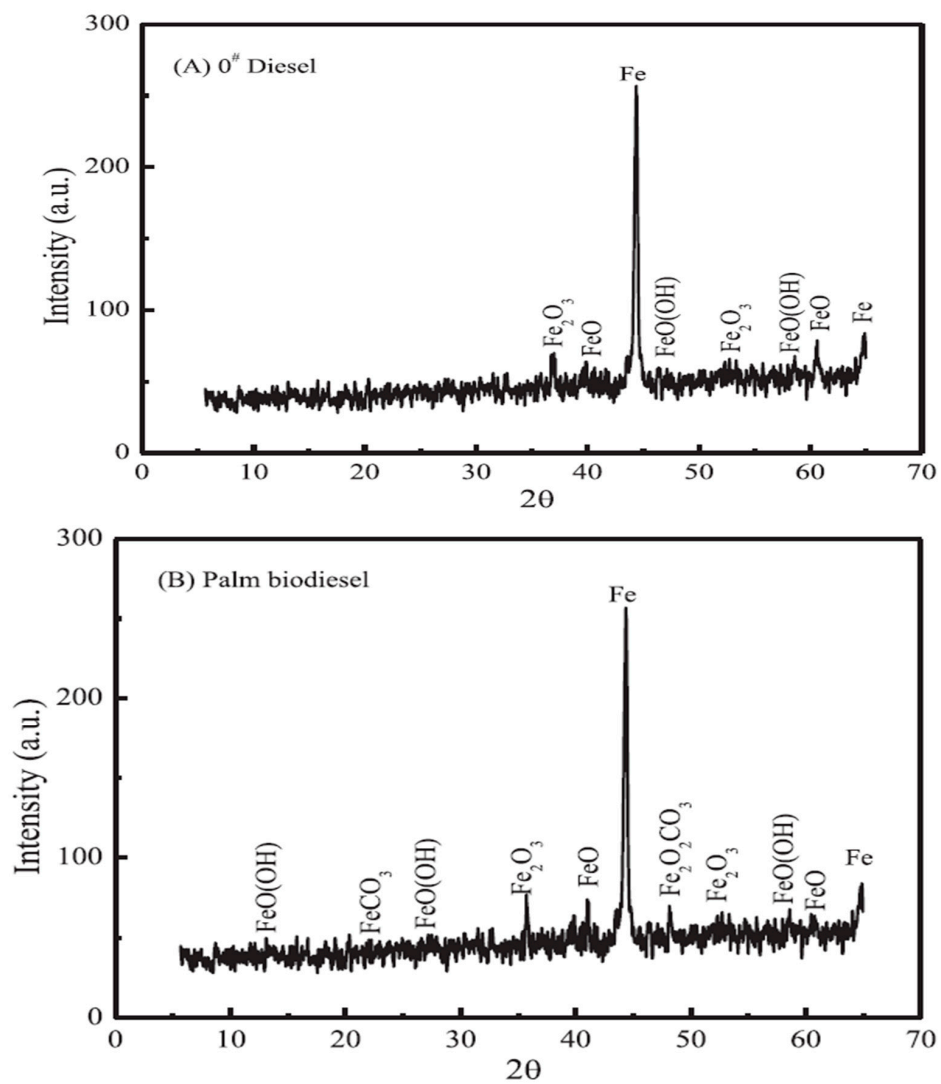 300
(A) 0# Diesel
Fe
200
Intensity (a.u.)
100
Fe2O3
FeO
FeO(OH)
Fe2O3
FeO(OH)
FeO
Fe
0
0 10 20 30 40 50 60 70
2θ
300
(B) Palm biodiesel
Fe
200
Intensity (a.u.)
100
FeO(OH)
FeCO3
FeO(OH)
Fe2O3
FeO
Fe2O2CO3
Fe2O3
FeO(OH)
FeO
Fe
0
0 10 20 30 40 50 60 70
2θ